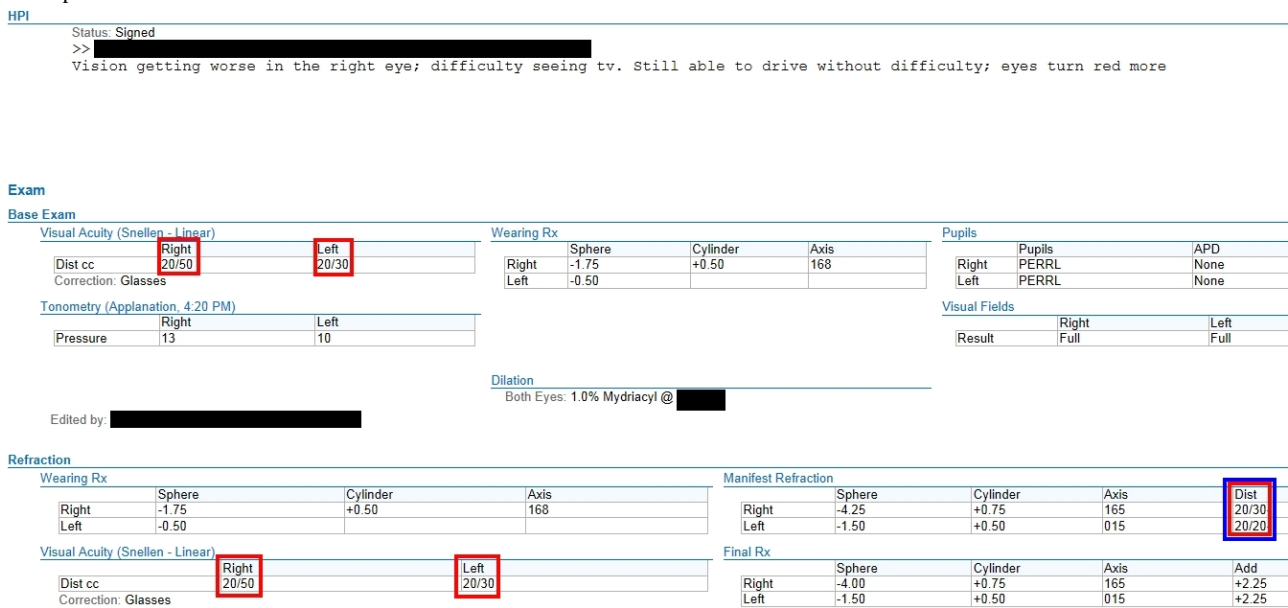 HPI
Status: Signed
>>
Vision getting worse in the right eye; difficulty seeing tv. Still able to drive without difficulty; eyes turn red more
Exam
Base Exam
Visual Acuity (Snellen - Linear)
Right Left
Dist cc 20/50 20/30
Correction: Glasses
Tonometry (Applanation, 4:20 PM)
Right Left
Pressure 13 10
Wearing Rx
Sphere Cylinder Axis
Right -1.75 +0.50 168
Left -0.50
Pupils
Pupils APD
Right PERRL None
Left PERRL None
Visual Fields
Right Left
Result Full Full
Dilation
Both Eyes: 1.0% Mydriacyl @
Edited by:
Refraction
Wearing Rx
Sphere Cylinder Axis
Right -1.75 +0.50 168
Left -0.50
Manifest Refraction
Sphere Cylinder Axis Dist
Right -4.25 +0.75 165 20/30-
Left -1.50 +0.50 015 20/20-
Visual Acuity (Snellen - Linear)
Right Left
Dist cc 20/50 20/30
Correction: Glasses
Final Rx
Sphere Cylinder Axis Add
Right -4.00 +0.75 165 +2.25
Left -1.50 +0.50 015 +2.25